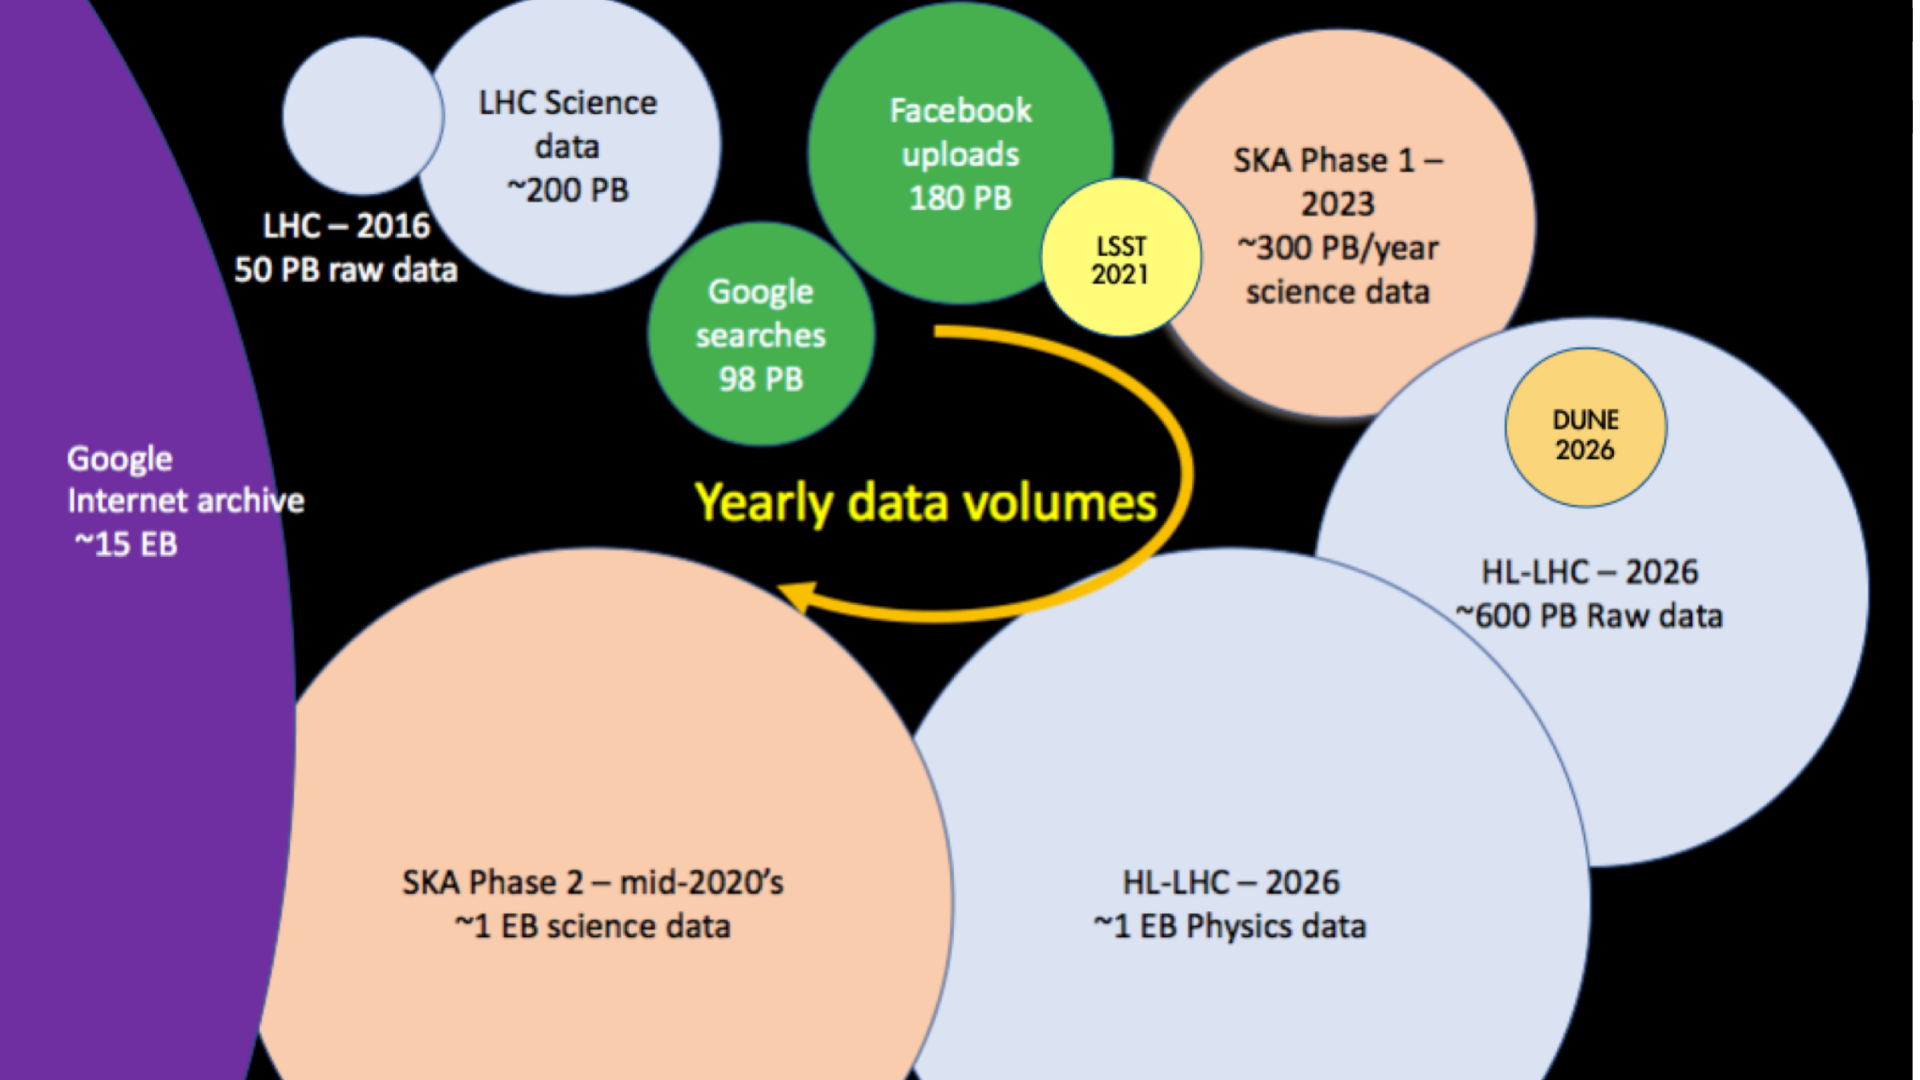 LHC Science
data
~200 PB
LHC – 2016
50 PB raw data
Facebook
uploads
180 PB
Google
searches
98 PB
LSST
2021
SKA Phase 1 –
2023
~300 PB/year
science data
DUNE
2026
HL-LHC – 2026
~600 PB Raw data
Yearly data volumes
Google
Internet archive
~15 EB
SKA Phase 2 – mid-2020’s
~1 EB science data
HL-LHC – 2026
~1 EB Physics data